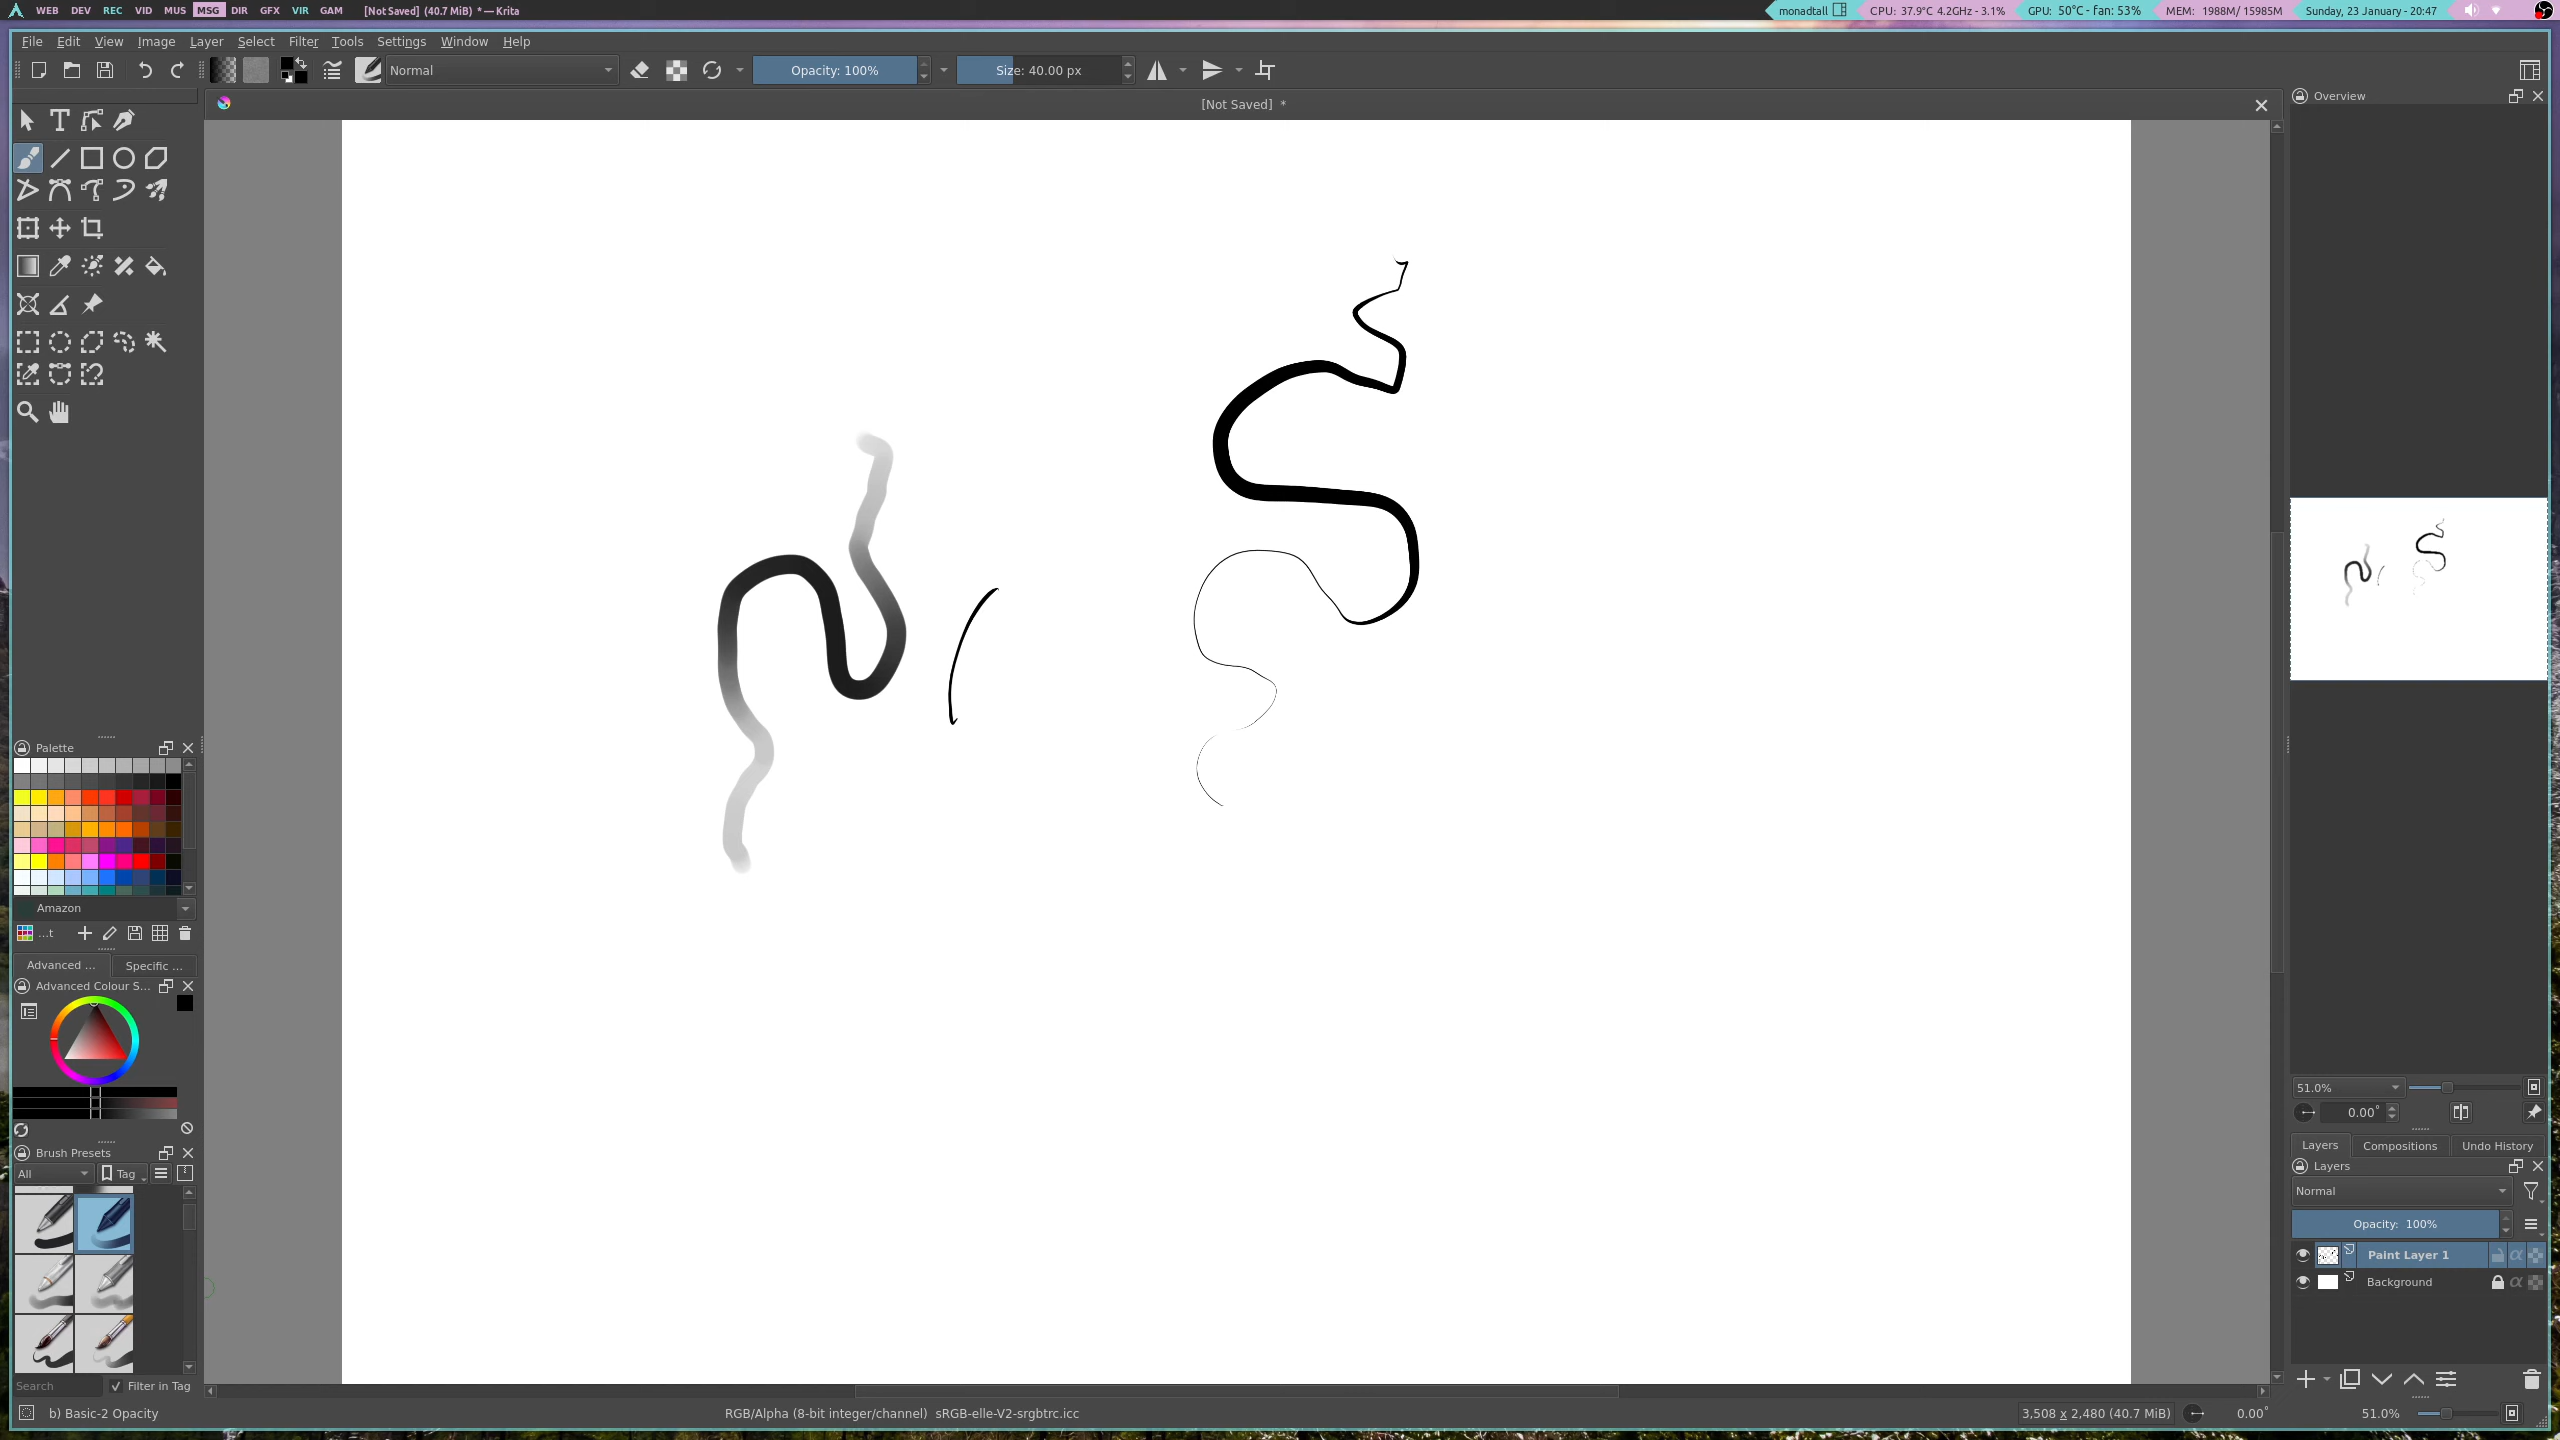 WEB DEV REC VID MUS MSG DIR GFX VIR GAM [Not Saved] (40.7 MiB) * — Krita monadtall CPU: 37.9°C 4.2GHz - 3.1% GPU: 50°C - fan: 53% MEM: 1988M/ 15985M Sunday, 23 January - 20:47
File Edit View Image Layer Select Filter Tools Settings Window Help
Normal Opacity: 100% Size: 40.00 px
[Not Saved] *
Overview
Palette
Amazon
...t
Advanced ... Specific ...
Advanced Colour S...
Brush Presets
All Tag
Search Filter in Tag
51.0%
0.00°
Layers Compositions Undo History
Layers
Normal
Opacity: 100%
Paint Layer 1
Background
b) Basic-2 Opacity RGB/Alpha (8-bit integer/channel) sRGB-elle-V2-srgbtrc.icc 3,508 x 2,480 (40.7 MiB) 0.00° 51.0%